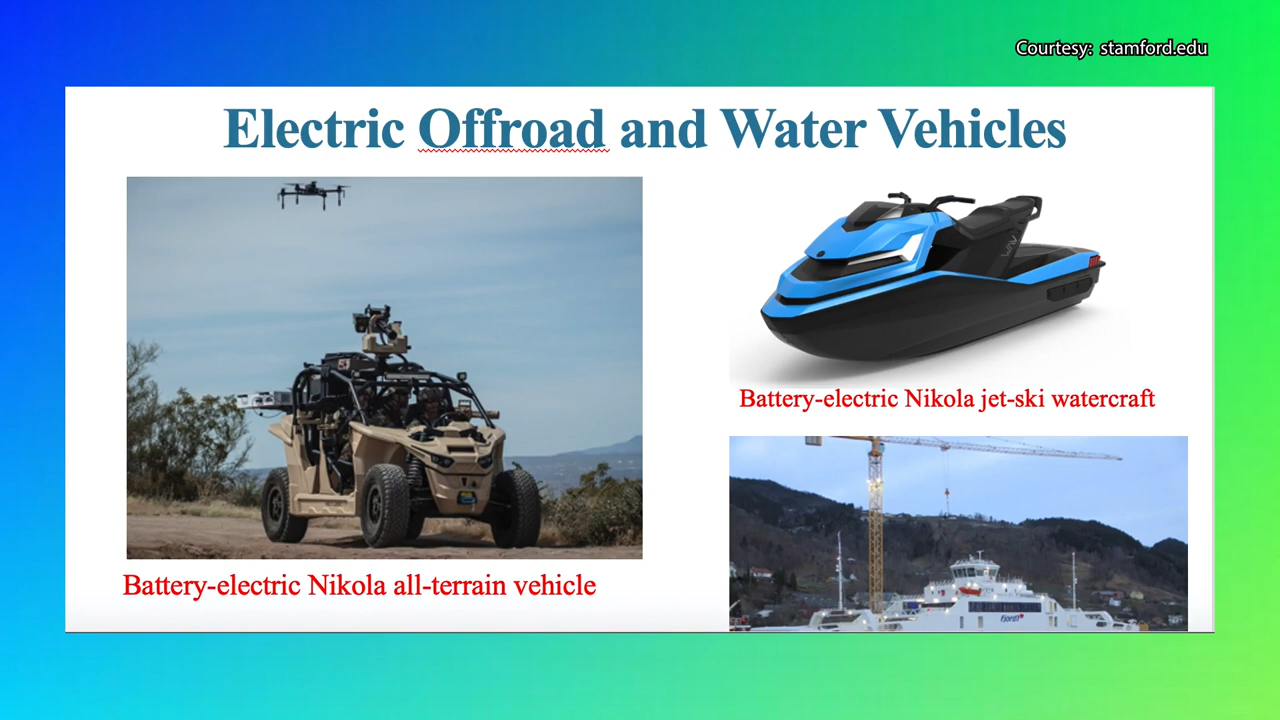 Courtesy: stamford.edu
Electric Offroad and Water Vehicles
Battery-electric Nikola jet-ski watercraft
Battery-electric Nikola all-terrain vehicle
Fjord1